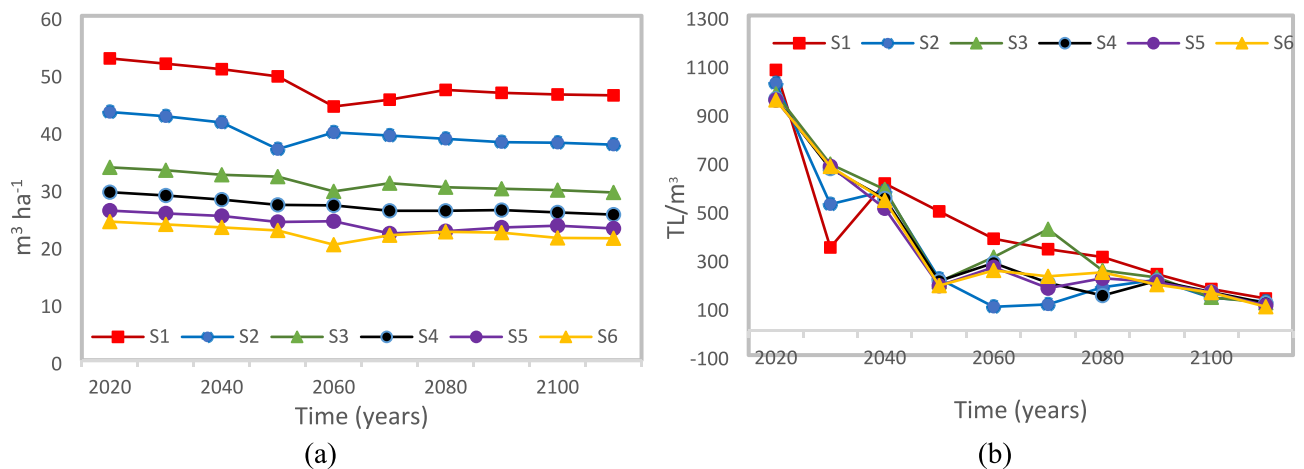 60
50
40
30
20
10
0
m³ ha⁻¹
S1 S2 S3 S4 S5 S6
2020 2040 2060 2080 2100
Time (years)
(a)
1300
1100
900
700
500
300
100
-100
TL/m³
S1 S2 S3 S4 S5 S6
2020 2040 2060 2080 2100
Time (years)
(b)